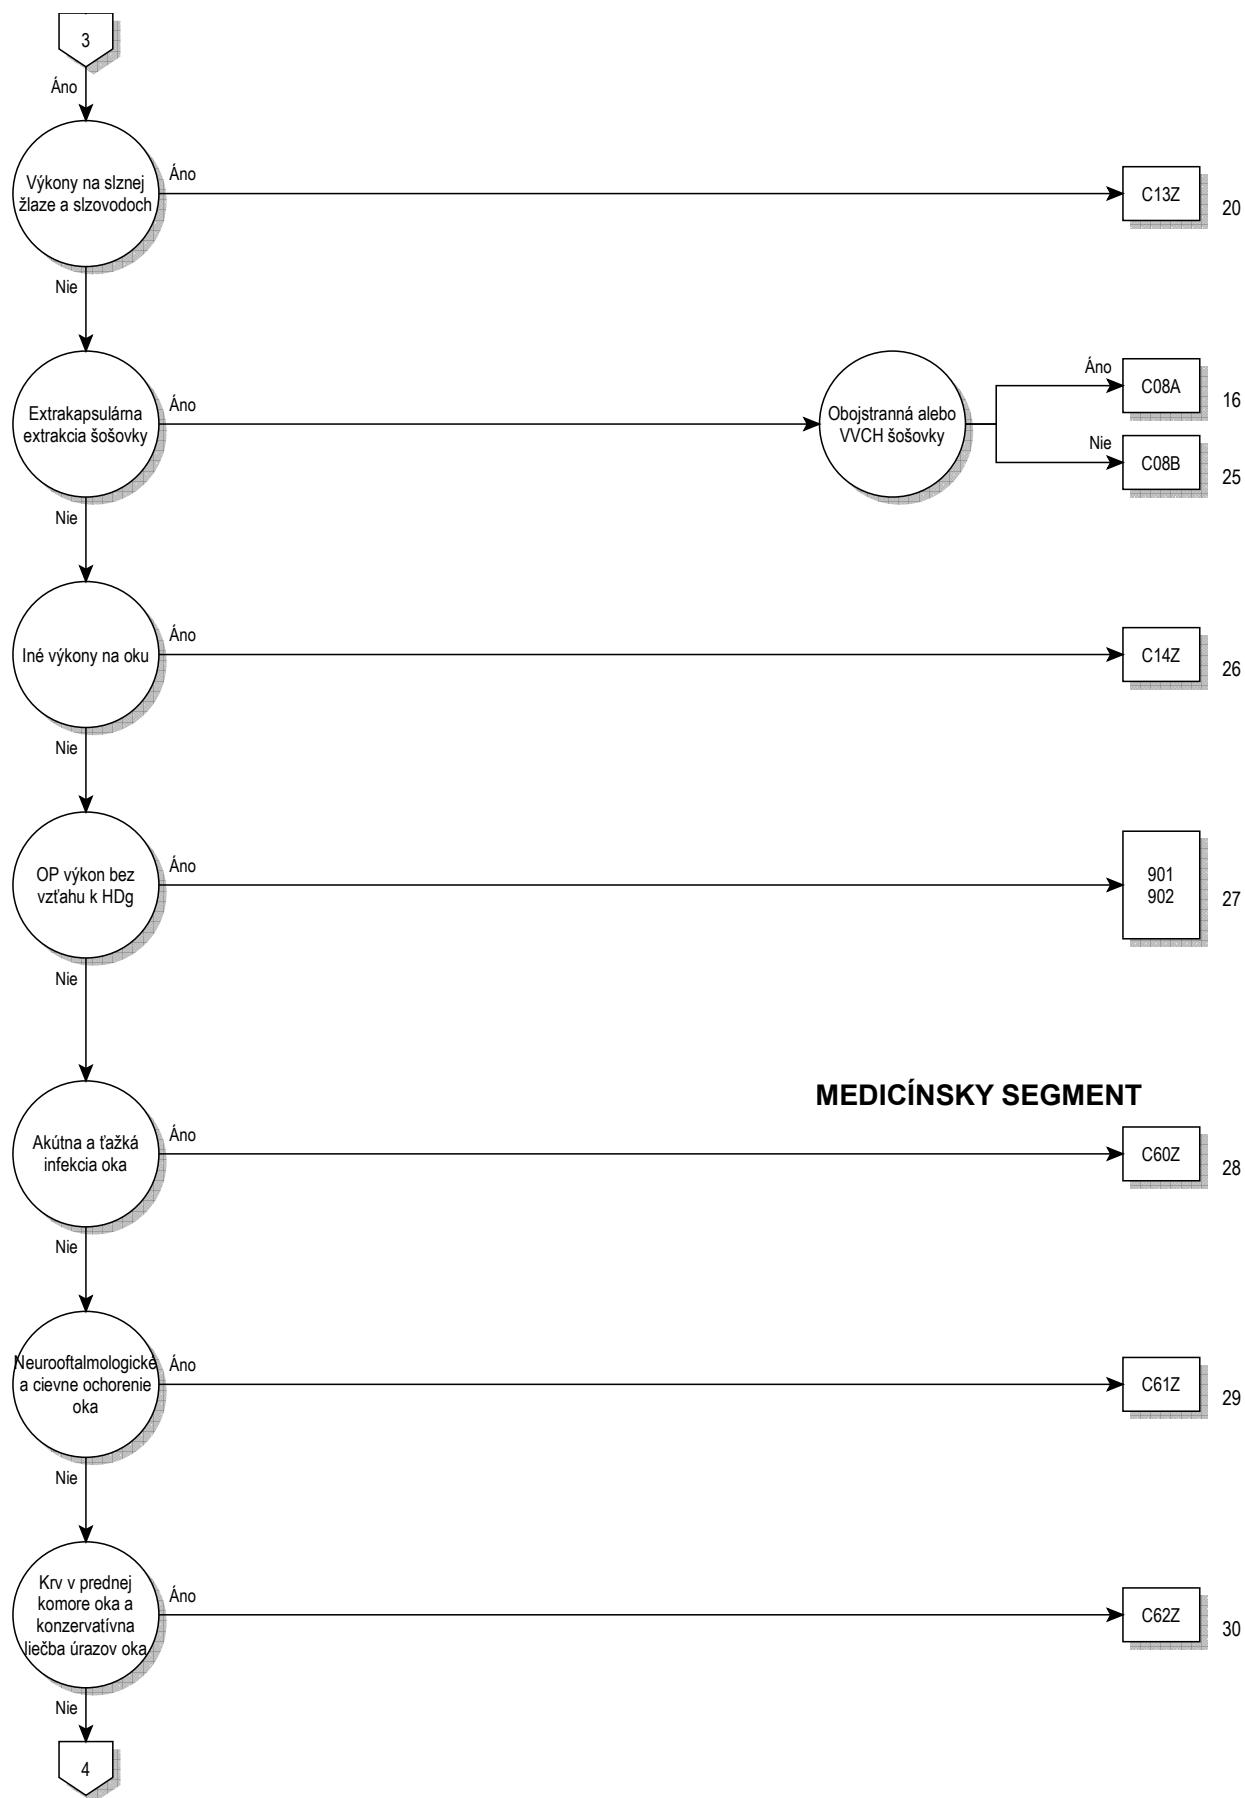 3
Áno
Výkony na slznej
žlaze a slzovodoch
Áno
C13Z
20
Nie
Extrakapsulárna
extrakcia šošovky
Áno
Obojstranná alebo
VVCH šošovky
Áno
C08A
16
Nie
C08B
25
Nie
Iné výkony na oku
Áno
C14Z
26
Nie
OP výkon bez
vzťahu k HDg
Áno
901
902
27
Nie
MEDICÍNSKY SEGMENT
Akútna a ťažká
infekcia oka
Áno
C60Z
28
Nie
Neurooftalmologické
a cievne ochorenie
oka
Áno
C61Z
29
Nie
Krv v prednej
komore oka a
konzervatívna
liečba úrazov oka
Áno
C62Z
30
Nie
4